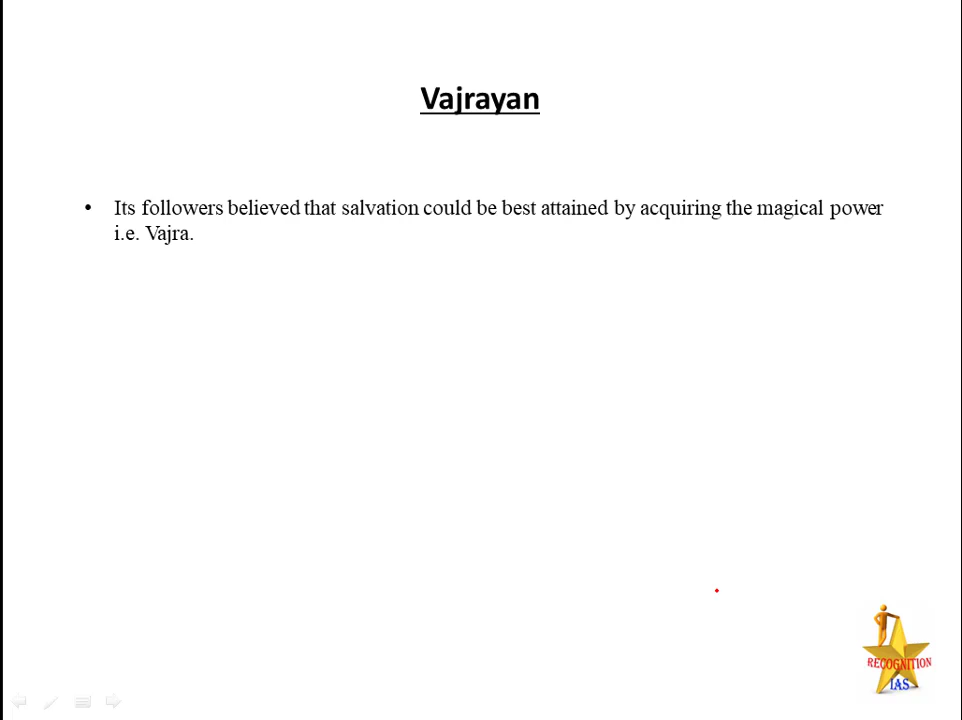 Vajrayan
• Its followers believed that salvation could be best attained by acquiring the magical power
i.e. Vajra.
RECOGNITION
IAS